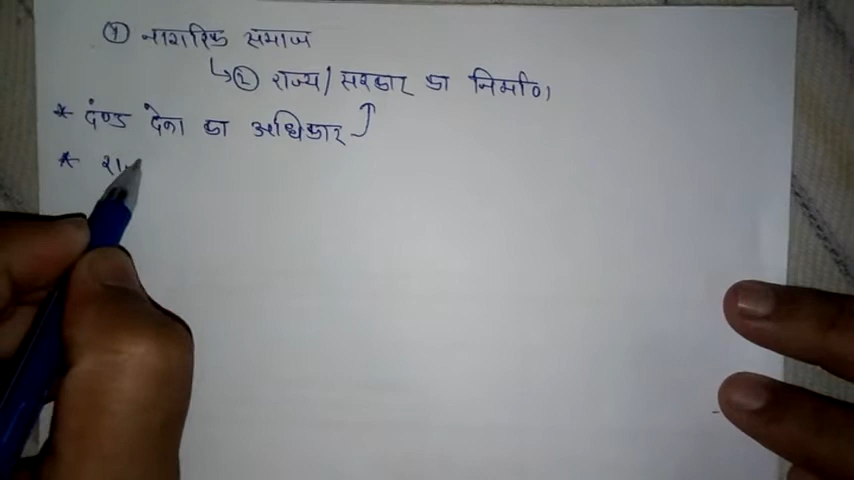 ① नागरिक समाज
↳② राज्य/सरकार का निर्माण।
* दंण्ड देना का अधिकार
* रा